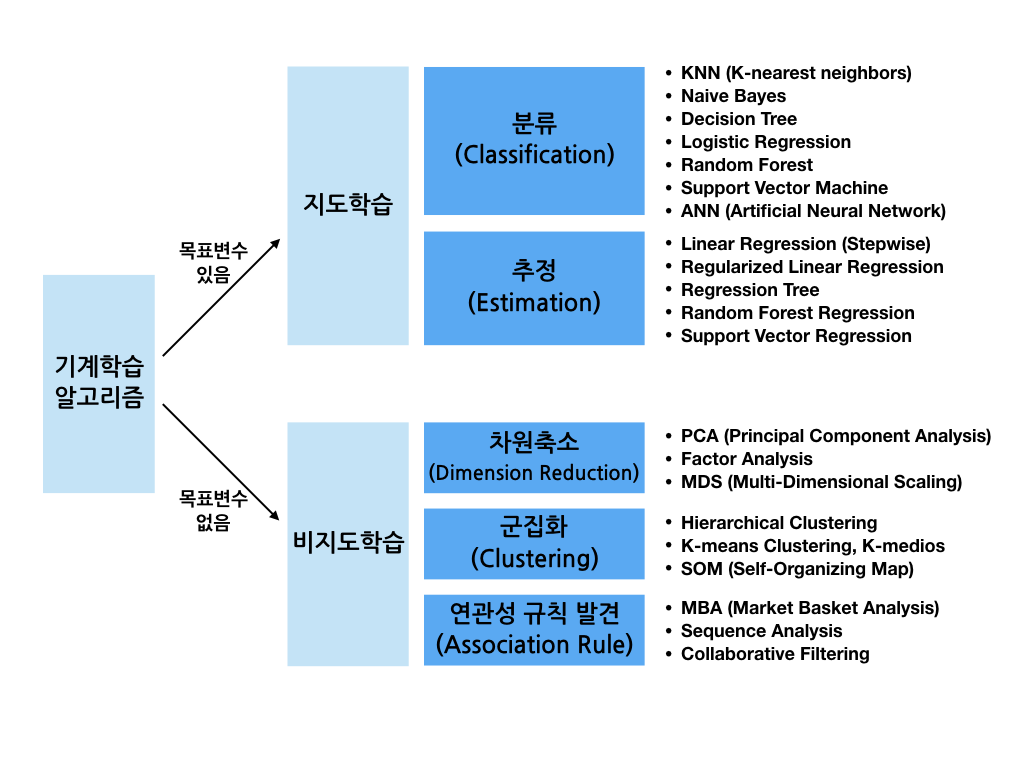 기계학습
알고리즘
목표변수
있음
목표변수
없음
지도학습
분류
(Classification)
• KNN (K-nearest neighbors)
• Naive Bayes
• Decision Tree
• Logistic Regression
• Random Forest
• Support Vector Machine
• ANN (Artificial Neural Network)
추정
(Estimation)
• Linear Regression (Stepwise)
• Regularized Linear Regression
• Regression Tree
• Random Forest Regression
• Support Vector Regression
비지도학습
차원축소
(Dimension Reduction)
• PCA (Principal Component Analysis)
• Factor Analysis
• MDS (Multi-Dimensional Scaling)
군집화
(Clustering)
• Hierarchical Clustering
• K-means Clustering, K-medios
• SOM (Self-Organizing Map)
연관성 규칙 발견
(Association Rule)
• MBA (Market Basket Analysis)
• Sequence Analysis
• Collaborative Filtering